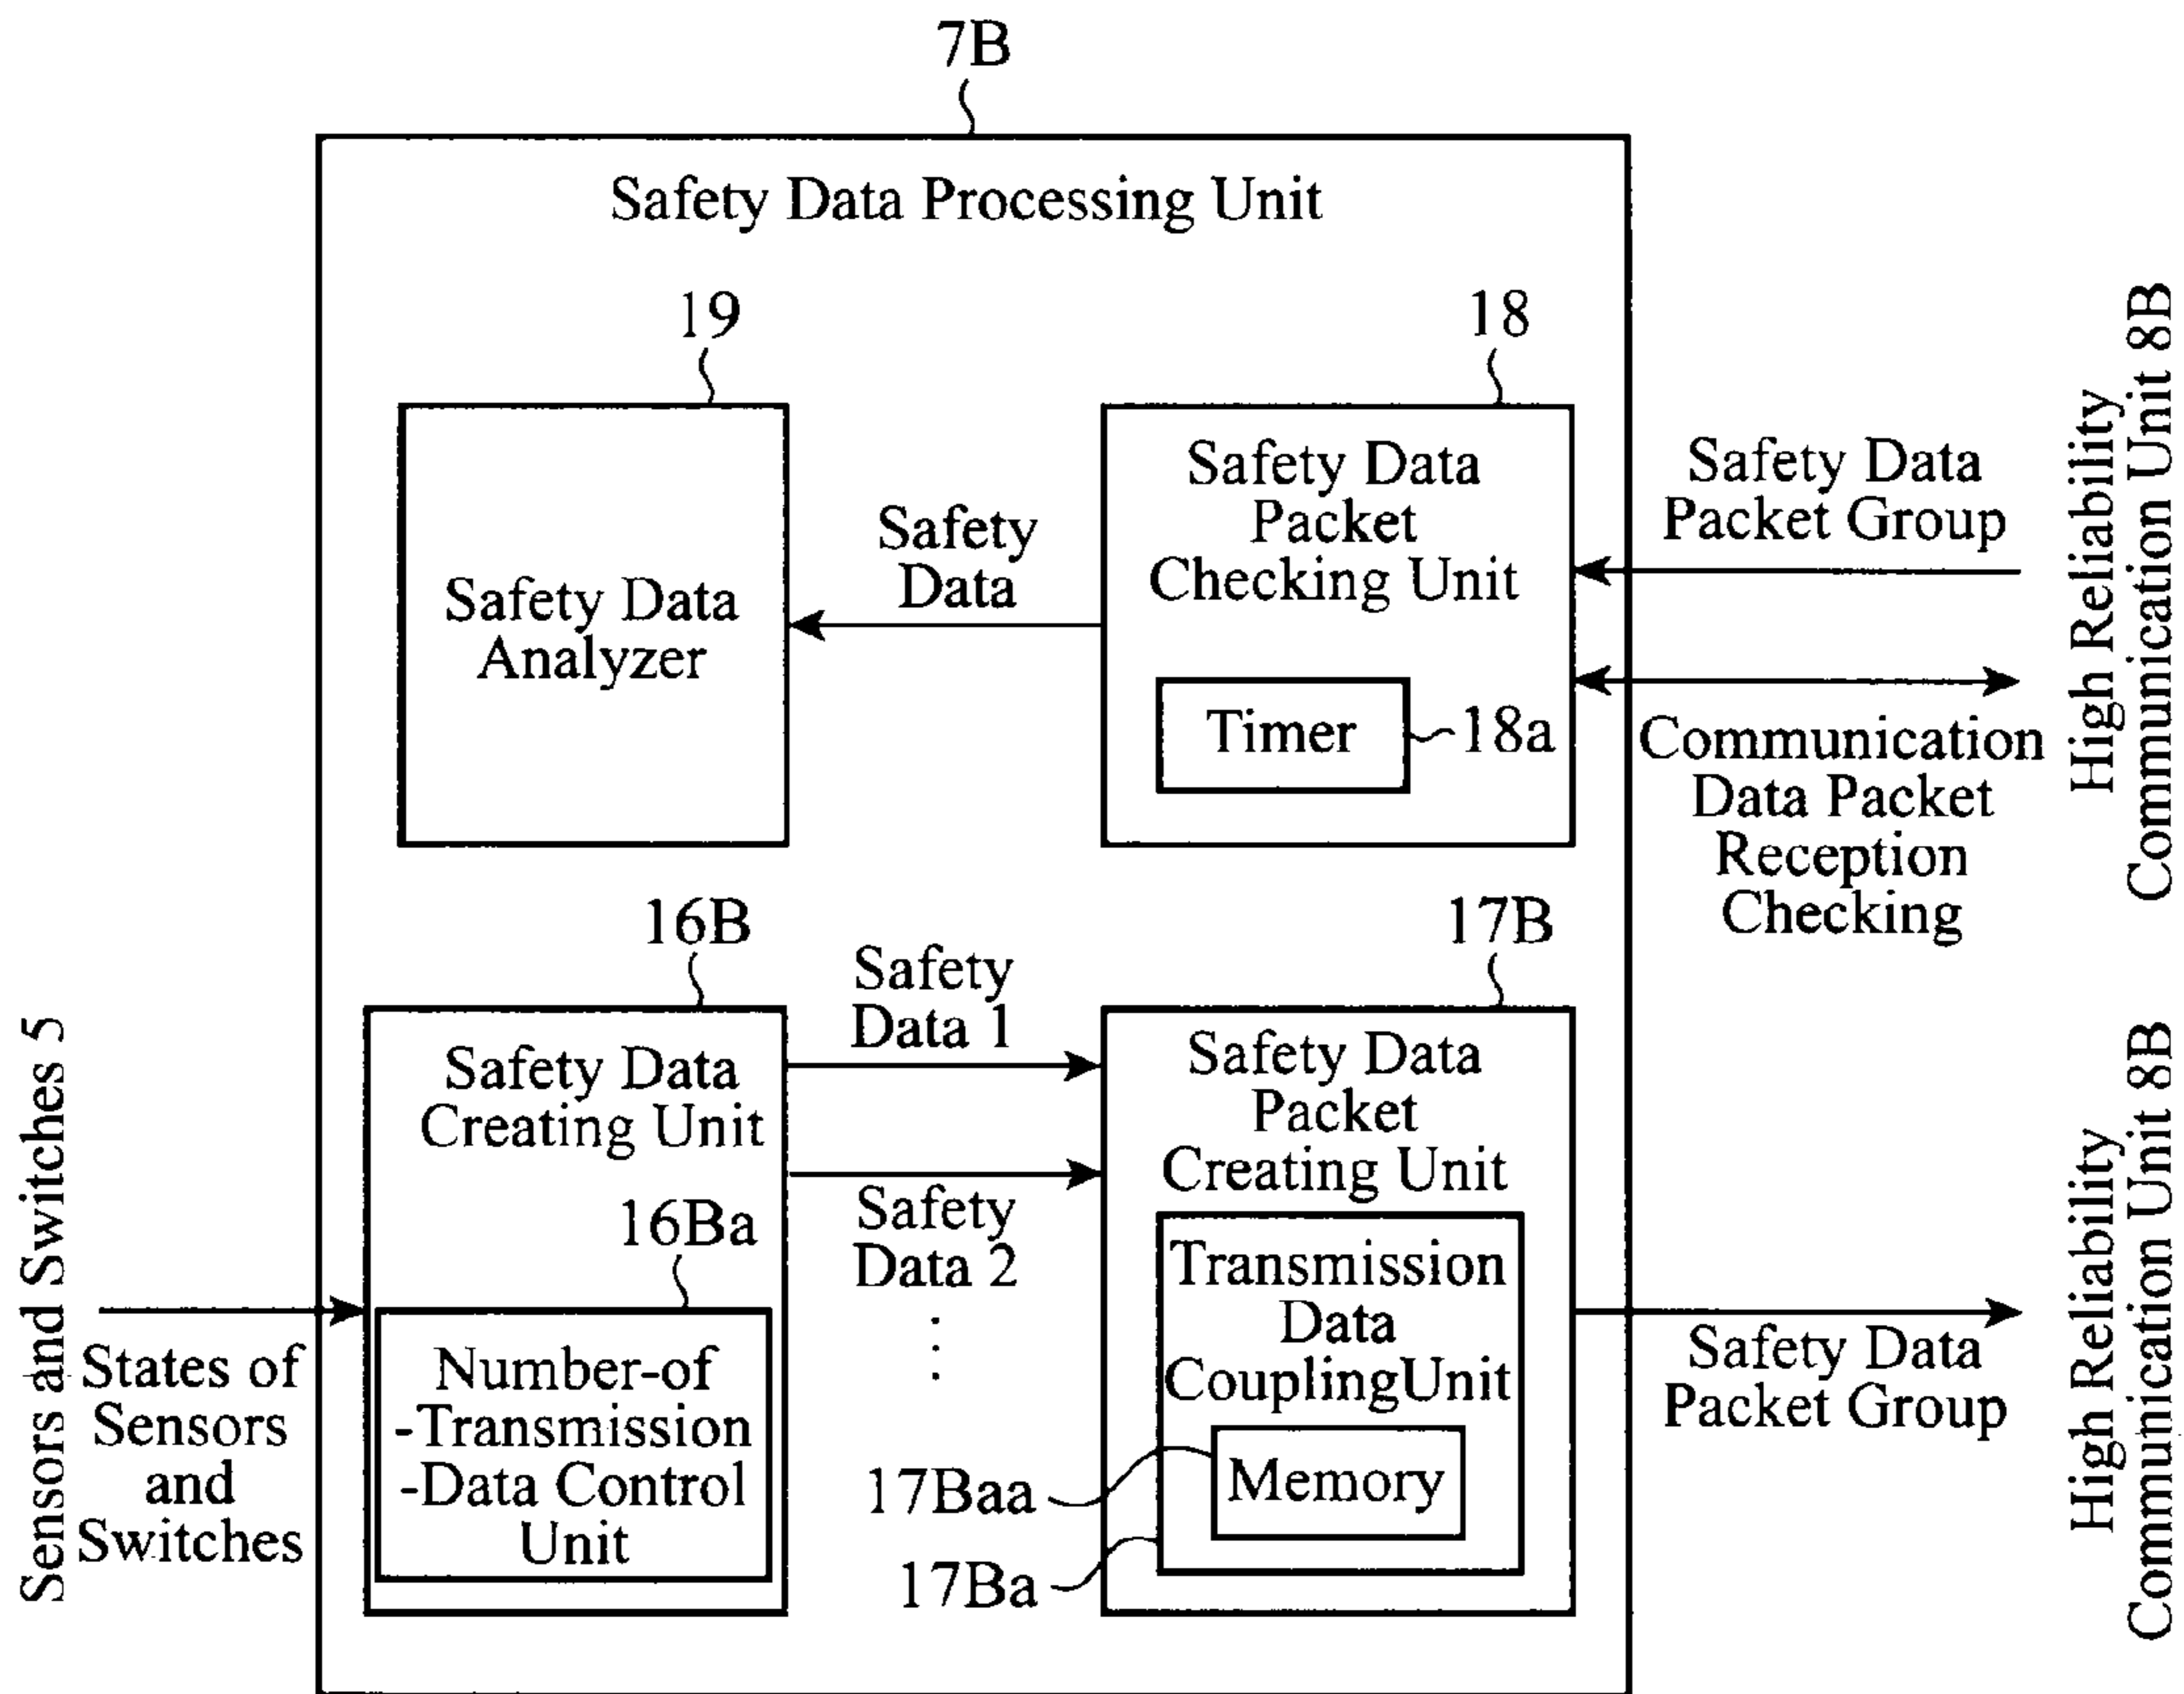 7B
Safety Data Processing Unit
19
18
Safety Data
Analyzer
Safety
Data
Safety Data
Packet
Checking Unit
Timer
18a
Safety Data
Packet Group
Communication
Data Packet
Reception
Checking
High Reliability
Communication Unit 8B
16B
17B
Sensors and Switches 5
States of
Sensors
and
Switches
Safety Data
Creating Unit
16Ba
Number-of
-Transmission
-Data Control
Unit
Safety
Data 1
Safety
Data 2
Safety Data
Packet
Creating Unit
Transmission
Data
CouplingUnit
Memory
17Baa
17Ba
Safety Data
Packet Group
High Reliability
Communication Unit 8B